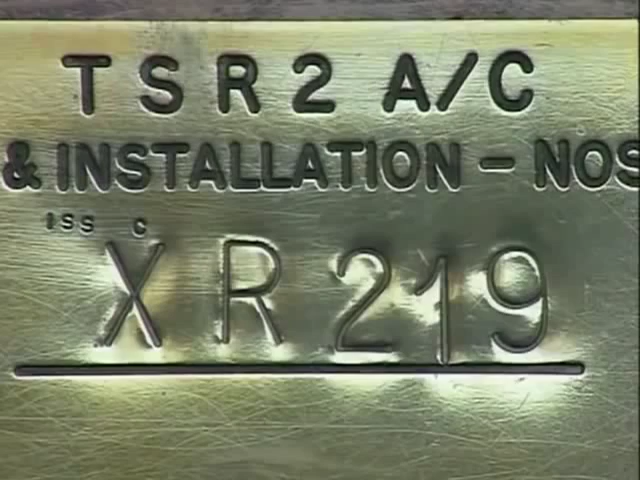 TSR2 A/C
& INSTALLATION - NOS
ISS C
XR219